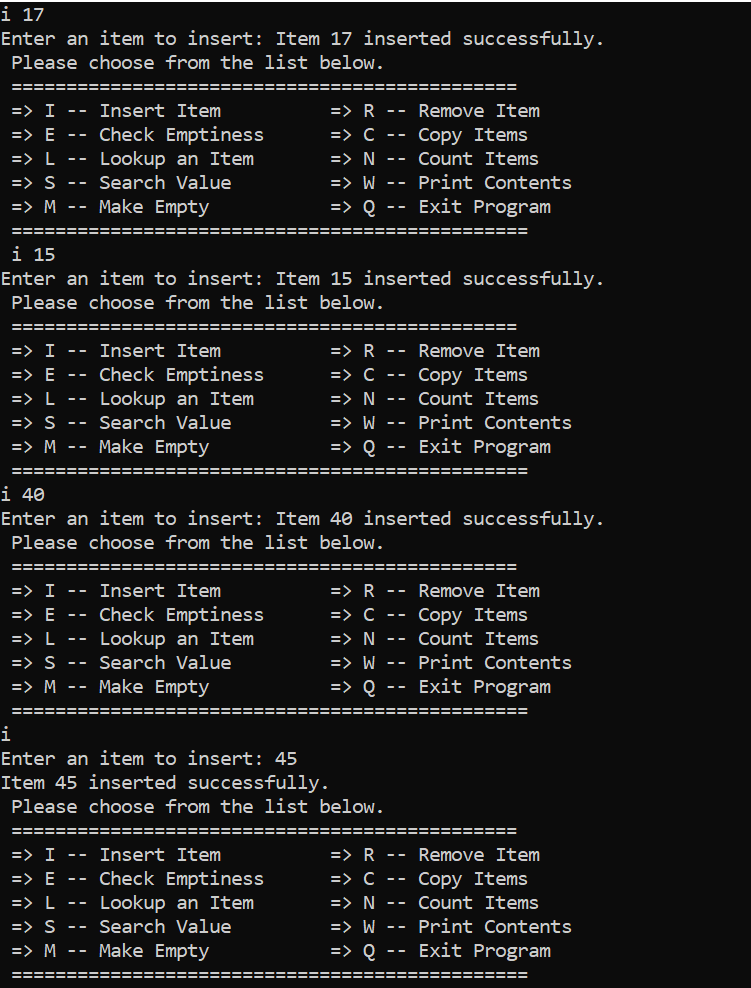 i 17
Enter an item to insert: Item 17 inserted successfully.
 Please choose from the list below.
 ==============================================
 => I -- Insert Item          => R -- Remove Item
 => E -- Check Emptiness      => C -- Copy Items
 => L -- Lookup an Item       => N -- Count Items
 => S -- Search Value         => W -- Print Contents
 => M -- Make Empty           => Q -- Exit Program
 ===============================================
 i 15
Enter an item to insert: Item 15 inserted successfully.
 Please choose from the list below.
 ==============================================
 => I -- Insert Item          => R -- Remove Item
 => E -- Check Emptiness      => C -- Copy Items
 => L -- Lookup an Item       => N -- Count Items
 => S -- Search Value         => W -- Print Contents
 => M -- Make Empty           => Q -- Exit Program
 ===============================================
i 40
Enter an item to insert: Item 40 inserted successfully.
 Please choose from the list below.
 ==============================================
 => I -- Insert Item          => R -- Remove Item
 => E -- Check Emptiness      => C -- Copy Items
 => L -- Lookup an Item       => N -- Count Items
 => S -- Search Value         => W -- Print Contents
 => M -- Make Empty           => Q -- Exit Program
 ===============================================
i
Enter an item to insert: 45
Item 45 inserted successfully.
 Please choose from the list below.
 ==============================================
 => I -- Insert Item          => R -- Remove Item
 => E -- Check Emptiness      => C -- Copy Items
 => L -- Lookup an Item       => N -- Count Items
 => S -- Search Value         => W -- Print Contents
 => M -- Make Empty           => Q -- Exit Program
 ===============================================